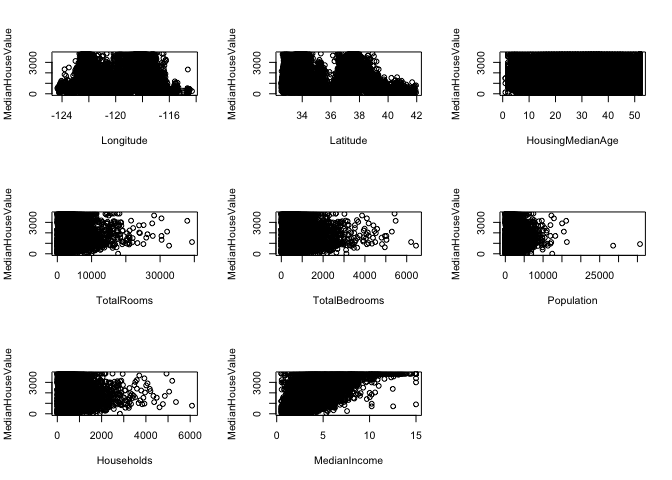 MedianHouseValue
0 3000
-124 -120 -116
Longitude
MedianHouseValue
0 3000
34 36 38 40 42
Latitude
MedianHouseValue
0 3000
0 10 20 30 40 50
HousingMedianAge
MedianHouseValue
0 3000
0 10000 30000
TotalRooms
MedianHouseValue
0 3000
0 2000 4000 6000
TotalBedrooms
MedianHouseValue
0 3000
0 10000 25000
Population
MedianHouseValue
0 3000
0 2000 4000 6000
Households
MedianHouseValue
0 3000
0 5 10 15
MedianIncome